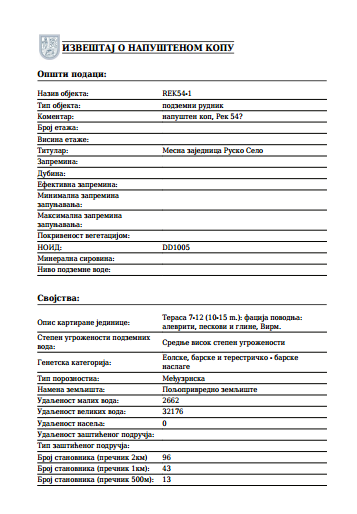 ИЗВЕШТАЈ О НАПУШТЕНОМ КОПУ
Општи подаци:
Назив објекта: REK54-1
Тип објекта: подземни рудник
Коментар: напуштен коп, Рек 54?
Број етажа:
Висина етаже:
Титулар: Месна заједница Руско Село
Запремина:
Дубина:
Ефективна запремина:
Минимална запремина
запуњавања:
Максимална запремина
запуњавања:
Покривеност вегетацијом:
НОИД: DD1005
Минерална сировина:
Ниво подземне воде:
Својства:
Опис картиране јединице: Тераса 7-12 (10-15 m.): фација поводња:
алеврити, пескови и глине, Вирм.
Степен угрожености подземних
вода: Средње висок степен угрожености
Генетска категорија: Еолске, барске и терестричко - барске
наслаге
Тип порозностиа: Међузрнска
Намена земљишта: Пољопривредно земљиште
Удаљеност малих вода: 2662
Удаљеност великих вода: 32176
Удаљеност насеља: 0
Удаљеност заштићеног подручја:
Тип заштићеног подручја:
Број становника (пречник 2км) 96
Број становника (пречник 1км): 43
Број становника (пречник 500м): 13